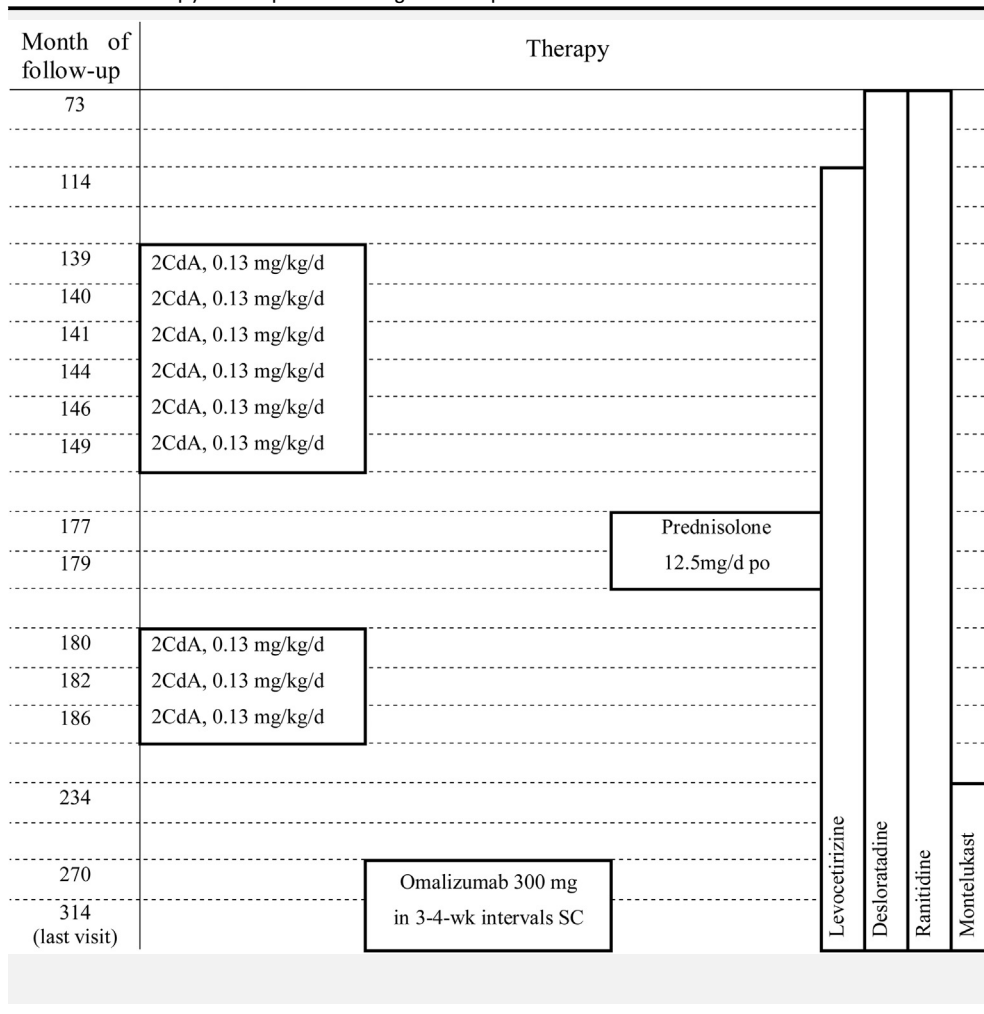 Month of
follow-up
Therapy
73
114
139
2CdA, 0.13 mg/kg/d
140
2CdA, 0.13 mg/kg/d
141
2CdA, 0.13 mg/kg/d
144
2CdA, 0.13 mg/kg/d
146
2CdA, 0.13 mg/kg/d
149
2CdA, 0.13 mg/kg/d
177
Prednisolone
179
12.5mg/d po
180
2CdA, 0.13 mg/kg/d
182
2CdA, 0.13 mg/kg/d
186
2CdA, 0.13 mg/kg/d
234
270
Omalizumab 300 mg
314
in 3-4-wk intervals SC
(last visit)
Levocetirizine
Desloratadine
Ranitidine
Montelukast